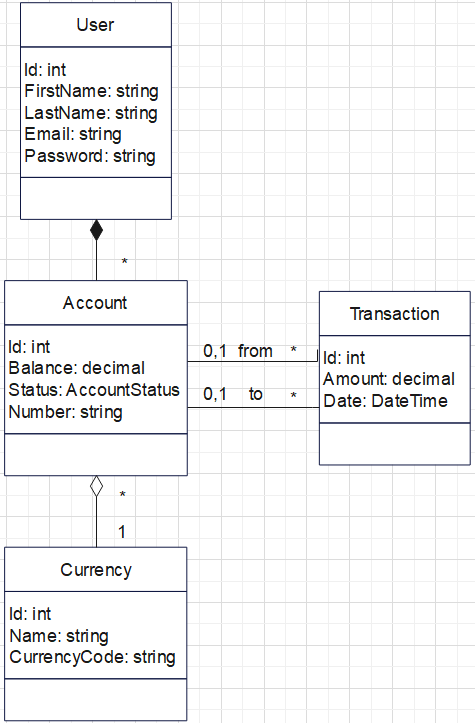 User
Id: int
FirstName: string
LastName: string
Email: string
Password: string
*
Account
Id: int
Balance: decimal
Status: AccountStatus
Number: string
0,1 from *
0,1 to *
Transaction
Id: int
Amount: decimal
Date: DateTime
*
1
Currency
Id: int
Name: string
CurrencyCode: string